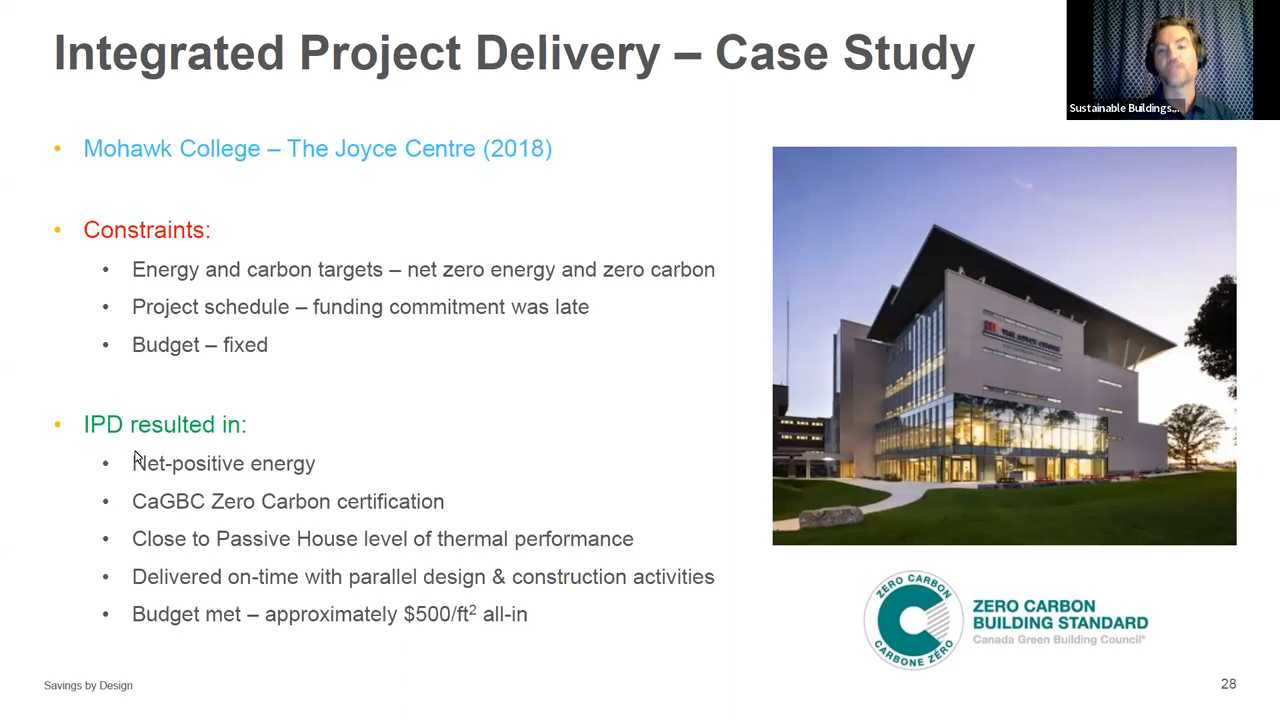 Integrated Project Delivery – Case Study
Sustainable Buildings...
• Mohawk College – The Joyce Centre (2018)
• Constraints:
• Energy and carbon targets – net zero energy and zero carbon
• Project schedule – funding commitment was late
• Budget – fixed
• IPD resulted in:
• Net-positive energy
• CaGBC Zero Carbon certification
• Close to Passive House level of thermal performance
• Delivered on-time with parallel design & construction activities
• Budget met – approximately $500/ft² all-in
THE JOYCE CENTRE
ZERO CARBON
CARBONE ZÉRO
ZERO CARBON
BUILDING STANDARD
Canada Green Building Council®
Savings by Design
28